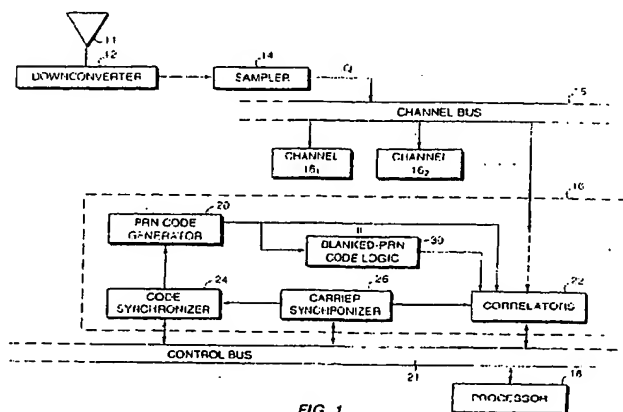 11
12
DOWNCONVERTER
14
SAMPLER
15
CHANNEL BUS
CHANNEL
16₁
CHANNEL
16₂
. . . .
16
20
PRN CODE
GENERATOR
30
BLANKED-PRN
CODE LOGIC
24
CODE
SYNCHRONIZER
26
CARRIER
SYNCHRONIZER
22
CORRELATORS
CONTROL BUS
21
18
PROCESSOR
FIG. 1